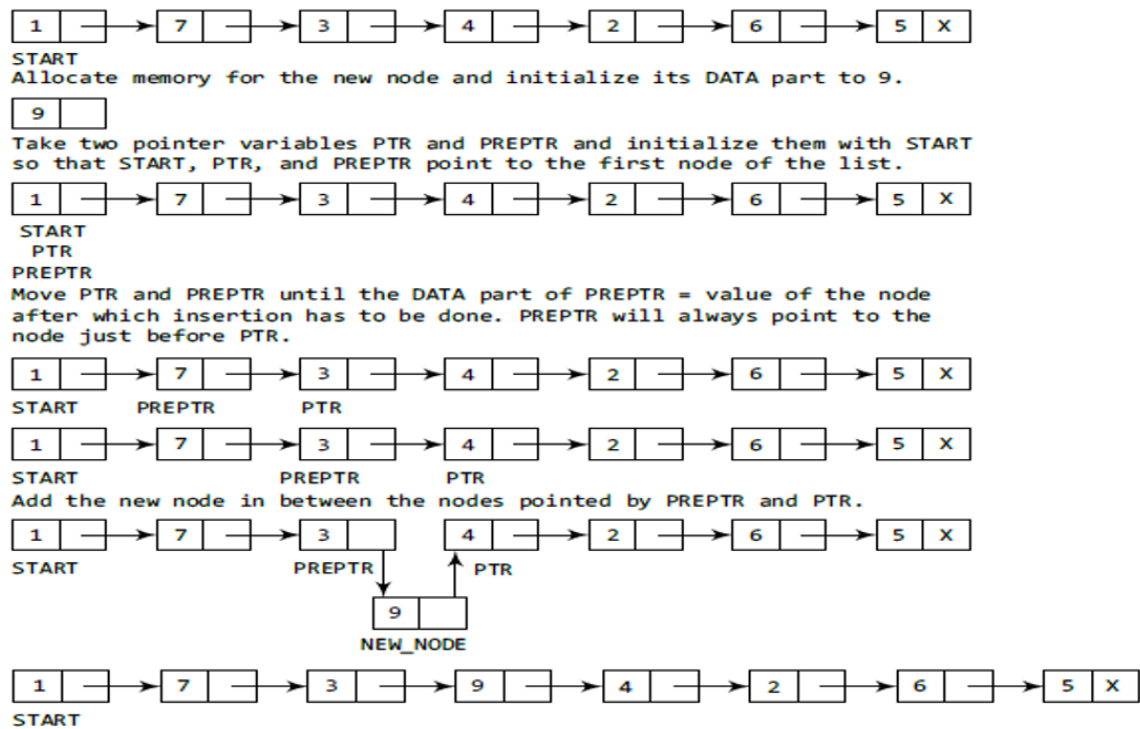 1 7 3 4 2 6 5 X
START
Allocate memory for the new node and initialize its DATA part to 9.
9
Take two pointer variables PTR and PREPTR and initialize them with START
so that START, PTR, and PREPTR point to the first node of the list.
1 7 3 4 2 6 5 X
START
PTR
PREPTR
Move PTR and PREPTR until the DATA part of PREPTR = value of the node
after which insertion has to be done. PREPTR will always point to the
node just before PTR.
1 7 3 4 2 6 5 X
START PREPTR PTR
1 7 3 4 2 6 5 X
START PREPTR PTR
Add the new node in between the nodes pointed by PREPTR and PTR.
1 7 3 4 2 6 5 X
START PREPTR PTR
9
NEW_NODE
1 7 3 9 4 2 6 5 X
START